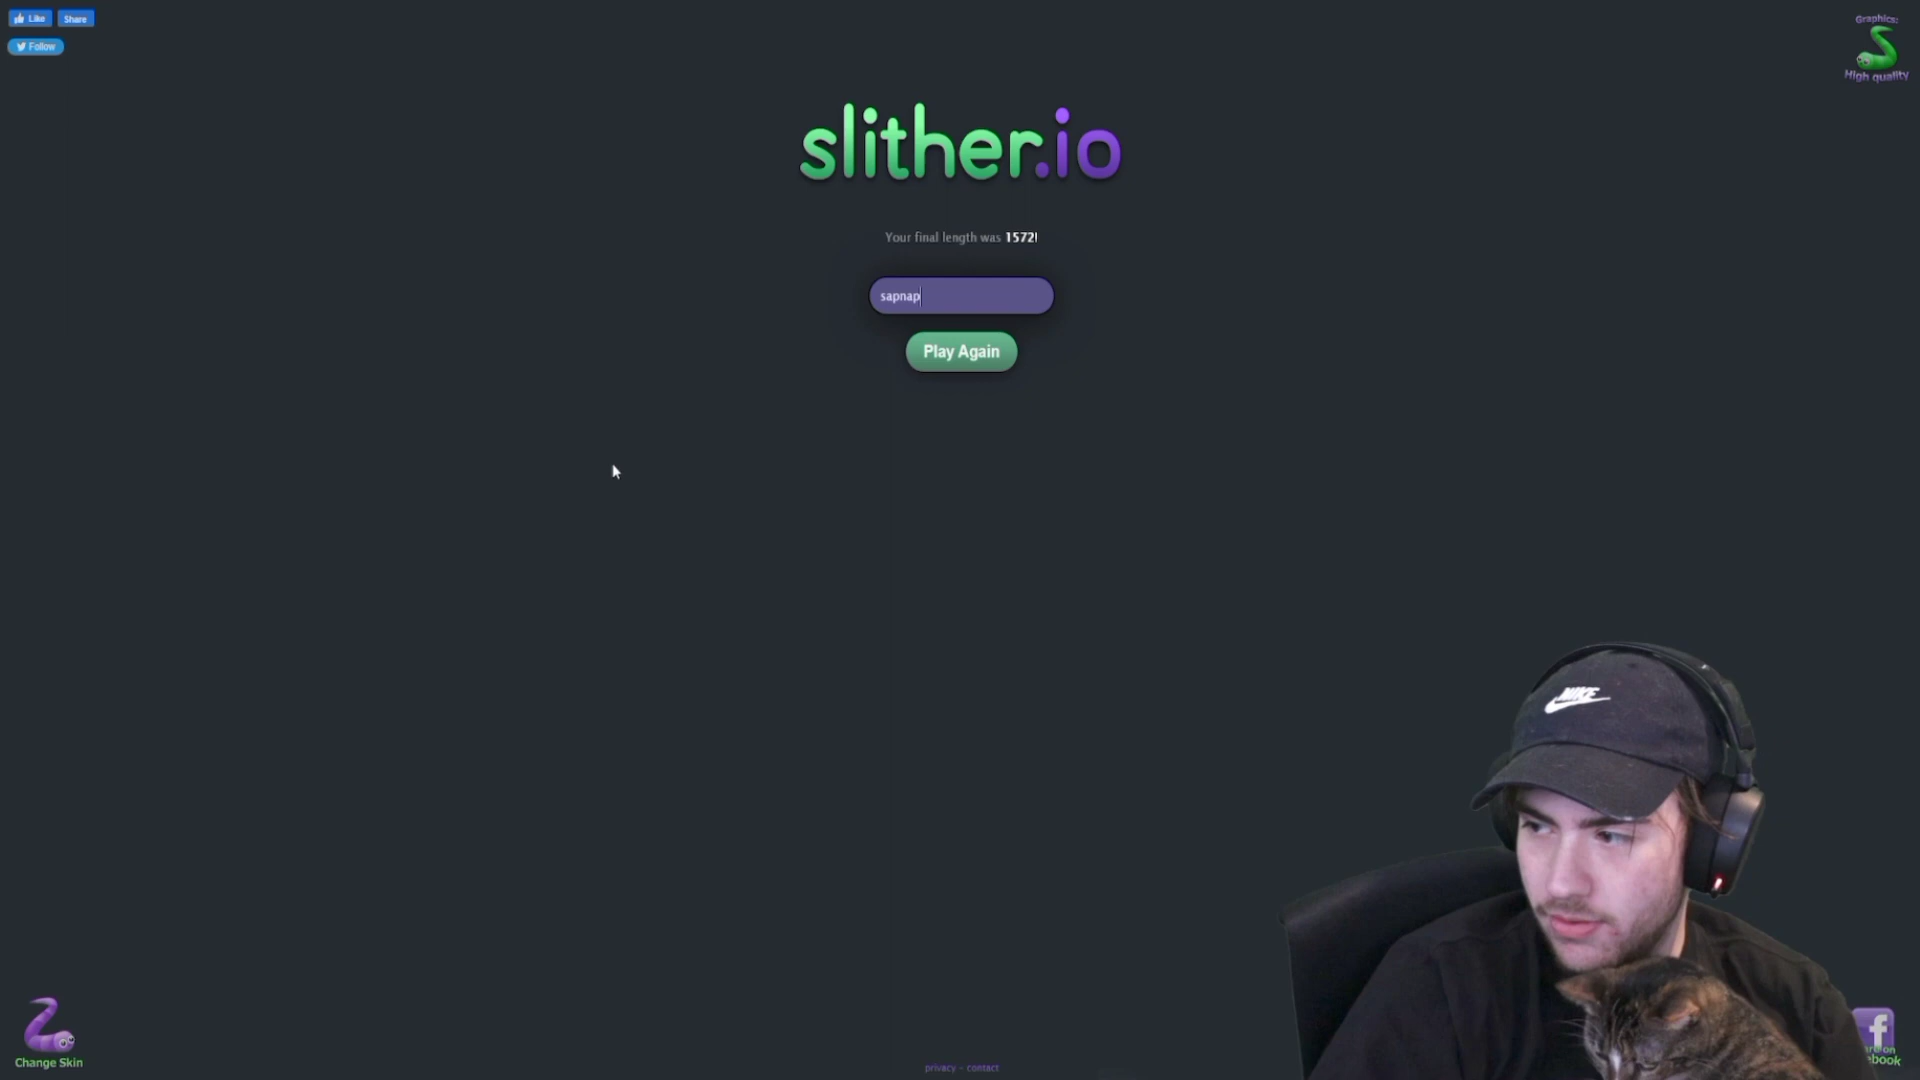 Like Share
Follow
Graphics:
High quality
slither.io
Your final length was 1572!
sapnap
Play Again
NIKE
Change Skin
privacy - contact